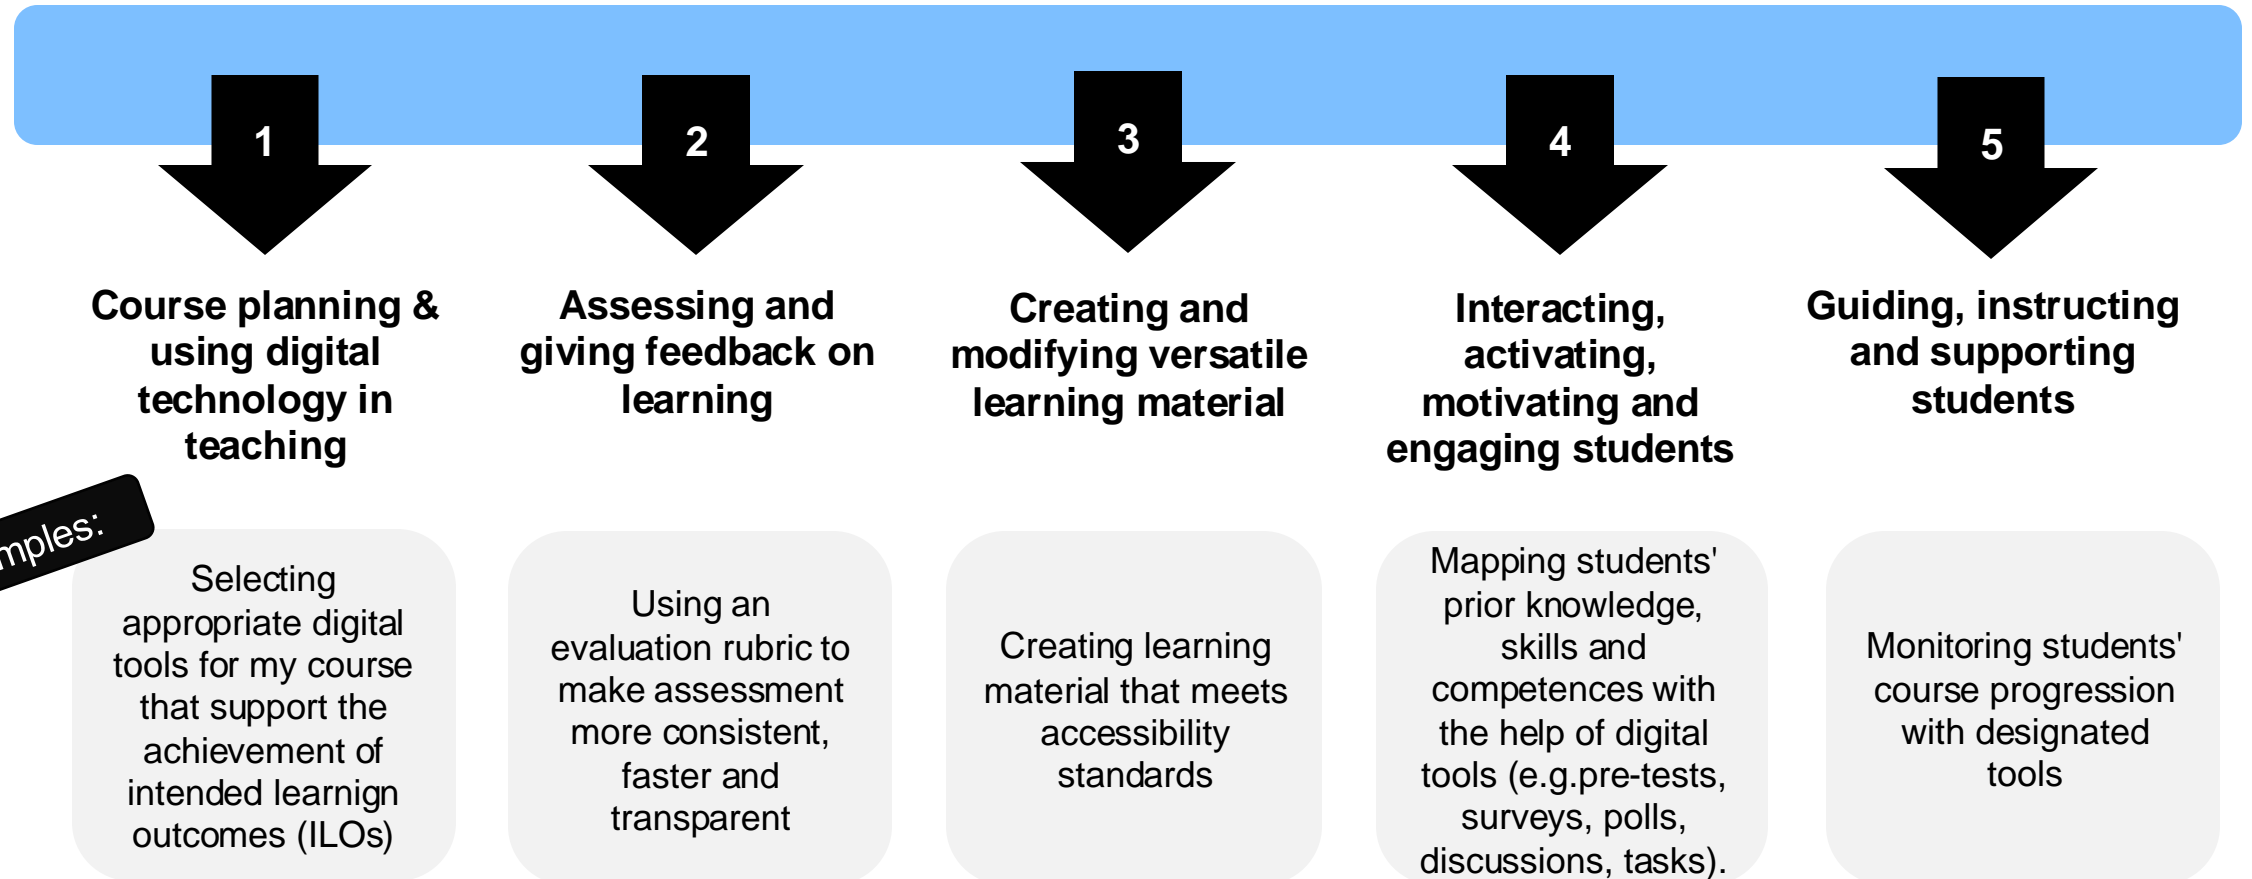 1
2
3
4
5
Course planning &
using digital
technology in
teaching
Assessing and
giving feedback on
learning
Creating and
modifying versatile
learning material
Interacting,
activating,
motivating and
engaging students
Guiding, instructing
and supporting
students
mples:
Selecting
appropriate digital
tools for my course
that support the
achievement of
intended learnign
outcomes (ILOs)
Using an
evaluation rubric to
make assessment
more consistent,
faster and
transparent
Creating learning
material that meets
accessibility
standards
Mapping students'
prior knowledge,
skills and
competences with
the help of digital
tools (e.g.pre-tests,
surveys, polls,
discussions, tasks).
Monitoring students'
course progression
with designated
tools